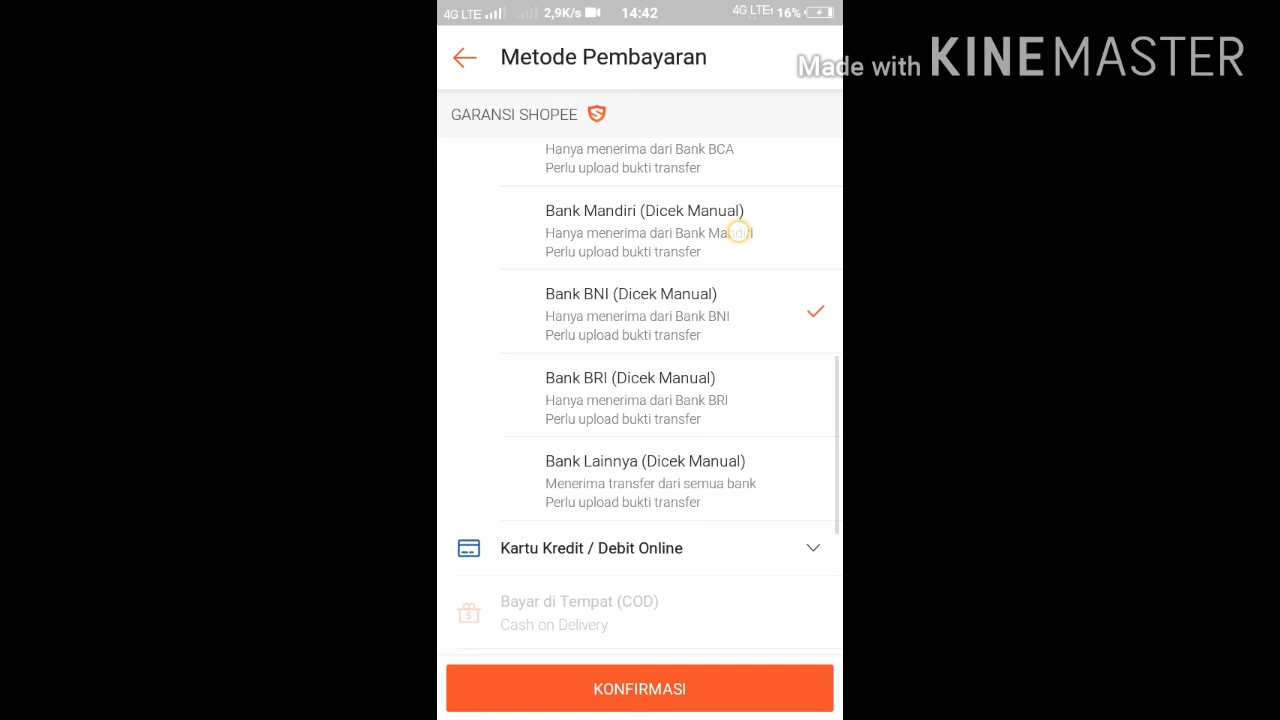 4G LTE 2,9K/s 14:42 4G LTE 16%
Metode Pembayaran
Made with KINEMASTER
GARANSI SHOPEE
Hanya menerima dari Bank BCA
Perlu upload bukti transfer
Bank Mandiri (Dicek Manual)
Hanya menerima dari Bank Mandiri
Perlu upload bukti transfer
Bank BNI (Dicek Manual)
Hanya menerima dari Bank BNI
Perlu upload bukti transfer
Bank BRI (Dicek Manual)
Hanya menerima dari Bank BRI
Perlu upload bukti transfer
Bank Lainnya (Dicek Manual)
Menerima transfer dari semua bank
Perlu upload bukti transfer
Kartu Kredit / Debit Online
Bayar di Tempat (COD)
Cash on Delivery
KONFIRMASI